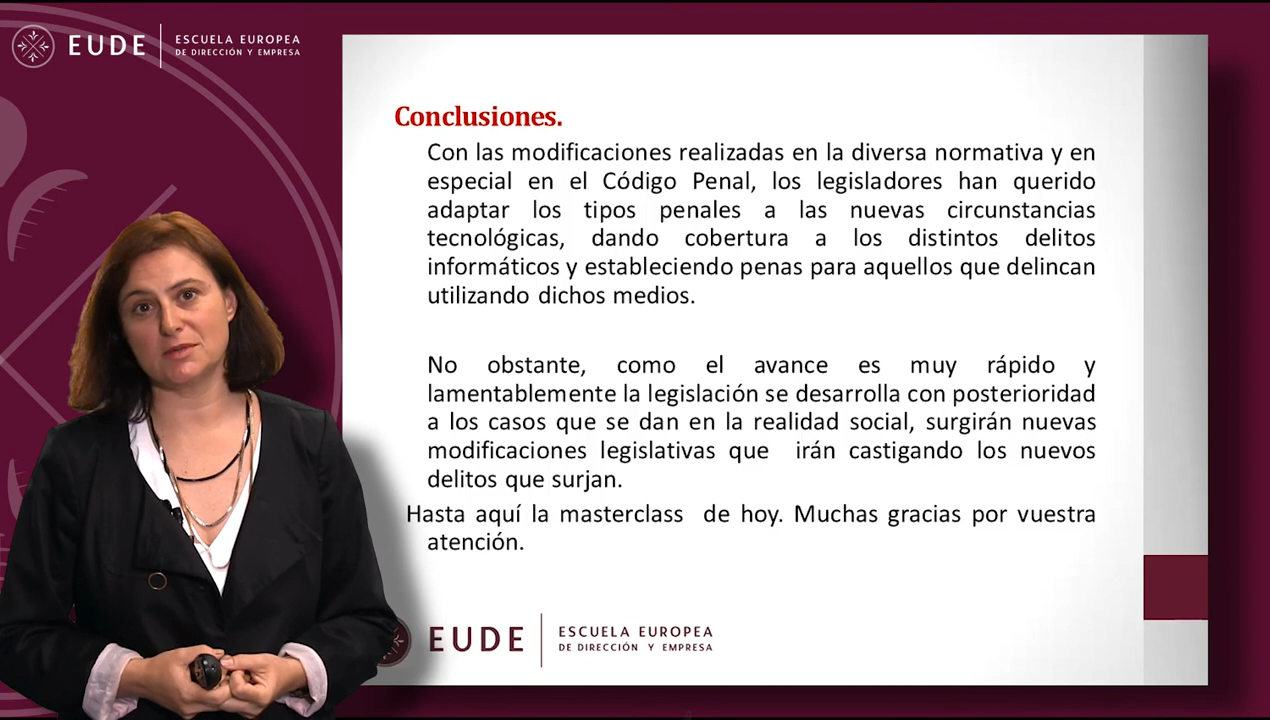 EUDE
ESCUELA EUROPEA
DE DIRECCIÓN Y EMPRESA
Conclusiones.
Con las modificaciones realizadas en la diversa normativa y en
especial en el Código Penal, los legisladores han querido
adaptar los tipos penales a las nuevas circunstancias
tecnológicas, dando cobertura a los distintos delitos
informáticos y estableciendo penas para aquellos que delincan
utilizando dichos medios.
No obstante, como el avance es muy rápido y
lamentablemente la legislación se desarrolla con posterioridad
a los casos que se dan en la realidad social, surgirán nuevas
modificaciones legislativas que irán castigando los nuevos
delitos que surjan.
Hasta aquí la masterclass de hoy. Muchas gracias por vuestra
atención.
EUDE
ESCUELA EUROPEA
DE DIRECCIÓN Y EMPRESA